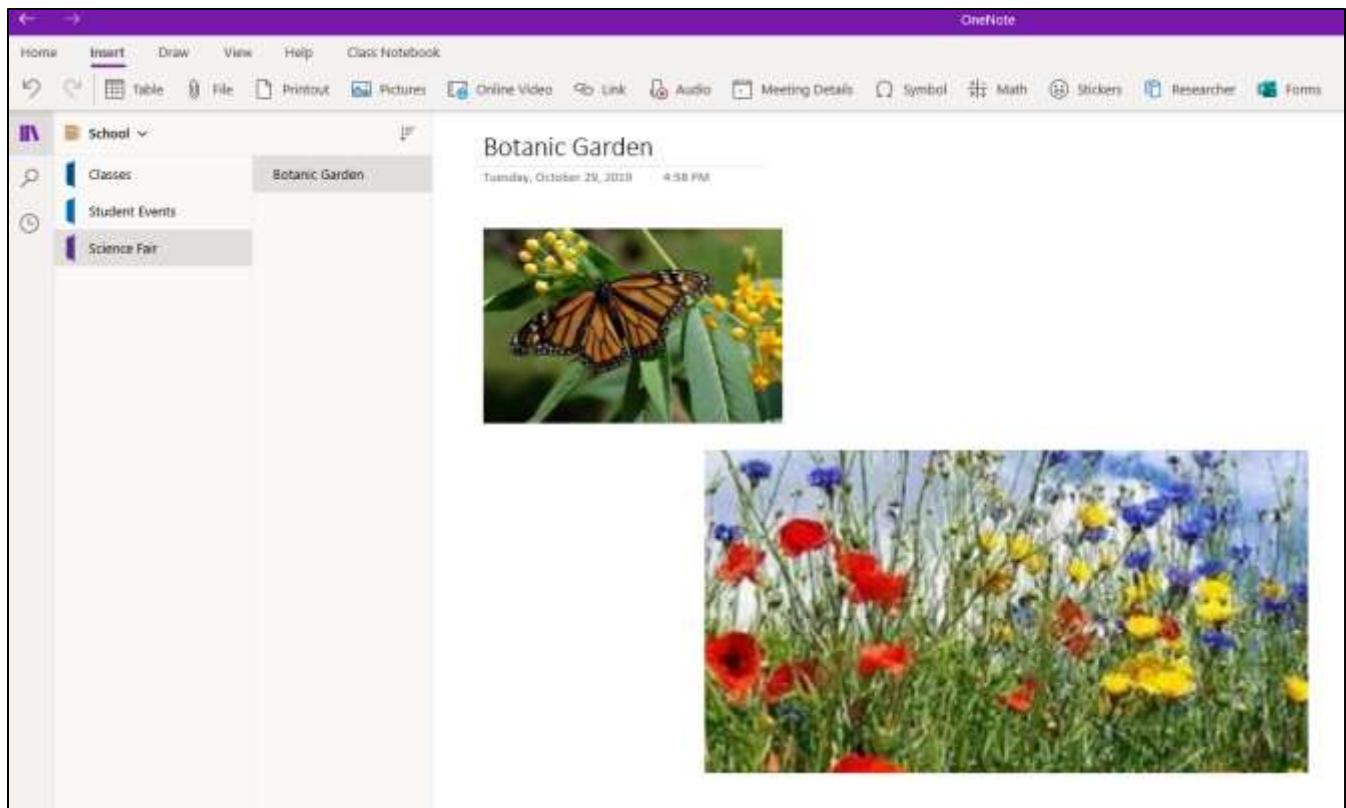 OneNote
Home Insert Draw View Help Class Notebook
Table File Printout Pictures Online Video Link Audio Meeting Details Symbol Math Stickers Researcher Forms
School
Classes
Student Events
Science Fair
Botanic Garden
Botanic Garden
Tuesday, October 29, 2019 4:58 PM